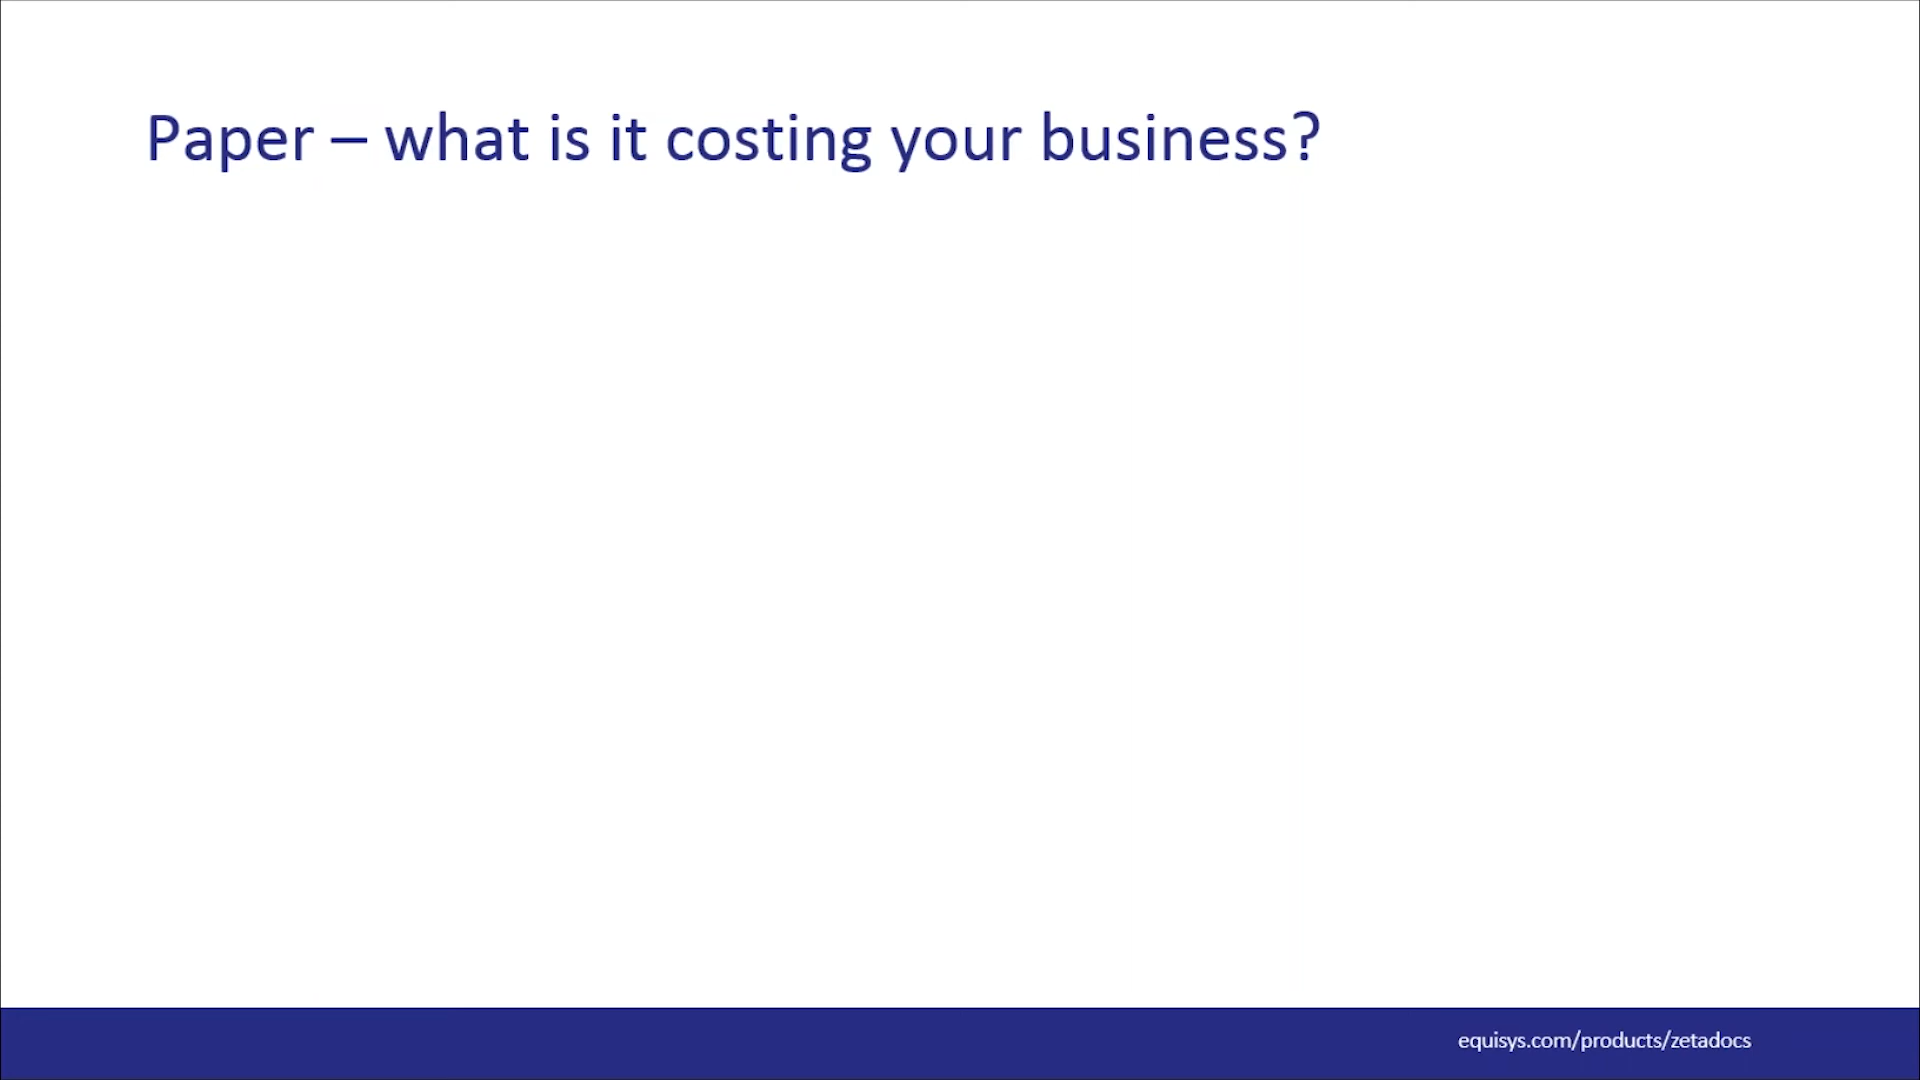 Paper – what is it costing your business?
equisys.com/products/zetadocs